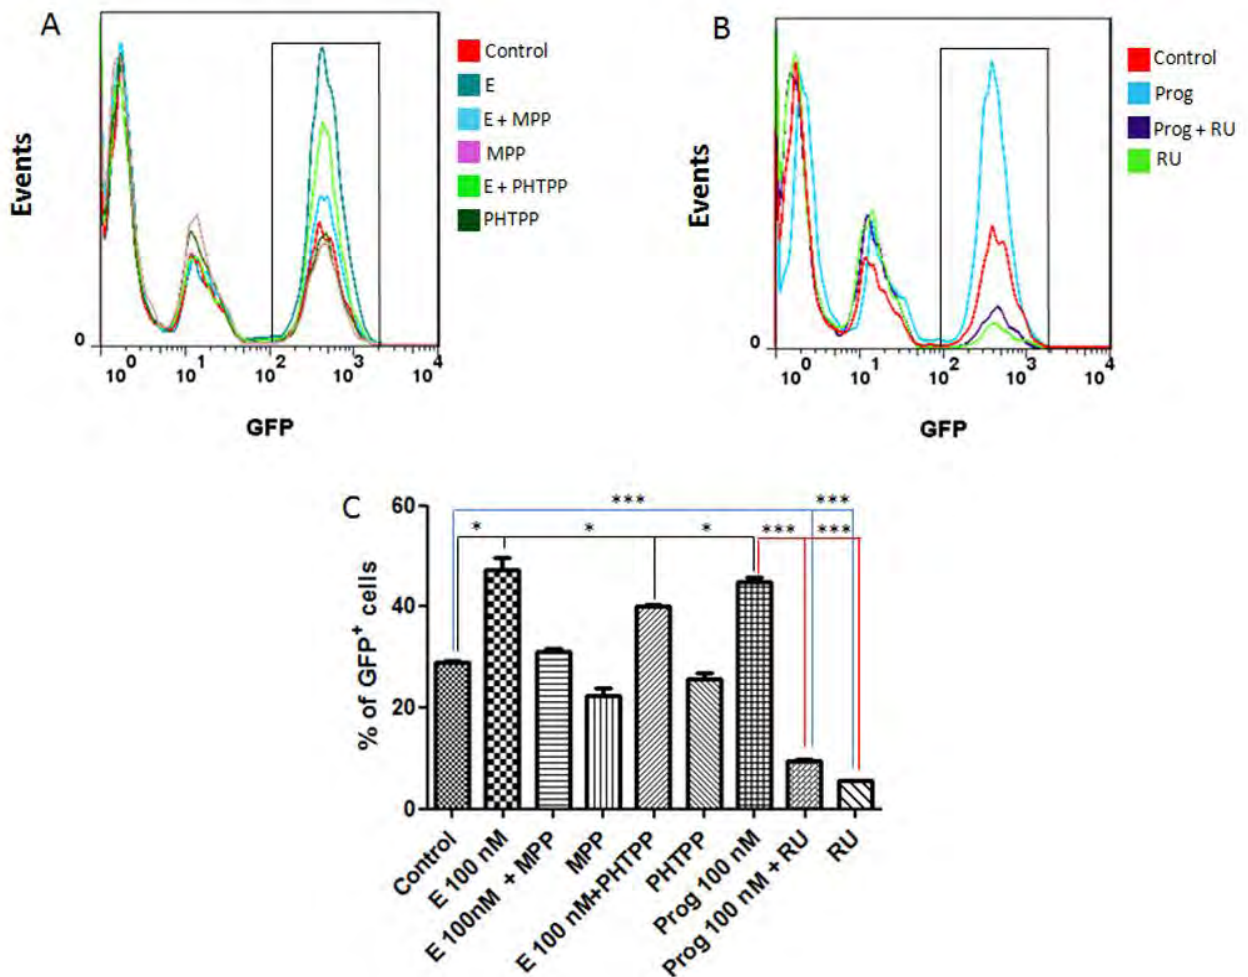 A
Events
0
10^0 10^1 10^2 10^3 10^4
GFP
Control
E
E + MPP
MPP
E + PHTPP
PHTPP
B
Events
0
10^0 10^1 10^2 10^3 10^4
GFP
Control
Prog
Prog + RU
RU
C
% of GFP^+ cells
60
40
20
0
*** ***
* * * *** ***
Control
E 100 nM
E 100nM + MPP
MPP
E 100 nM+PHTPP
PHTPP
Prog 100 nM
Prog 100 nM + RU
RU